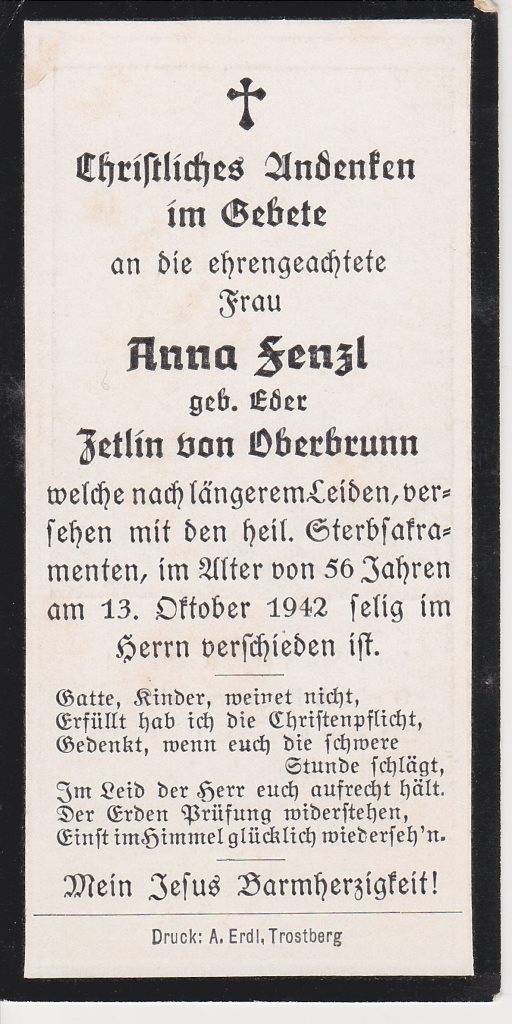 Christliches Andenken
im Gebete
an die ehrengeachtete
Frau
Anna Fenzl
geb. Eder
Zetlin von Oberbrunn
welche nach längerem Leiden, ver-
sehen mit den heil. Sterbsakra-
menten, im Alter von 56 Jahren
am 13. Oktober 1942 selig im
Herrn verschieden ist.
Gatte, Kinder, weinet nicht,
Erfüllt hab ich die Christenpflicht,
Gedenkt, wenn euch die schwere
Stunde schlägt,
Im Leid der Herr euch aufrecht hält.
Der Erden Prüfung widerstehen,
Einst im Himmel glücklich wiederseh'n.
Mein Jesus Barmherzigkeit!
Druck: A. Erdl, Trostberg